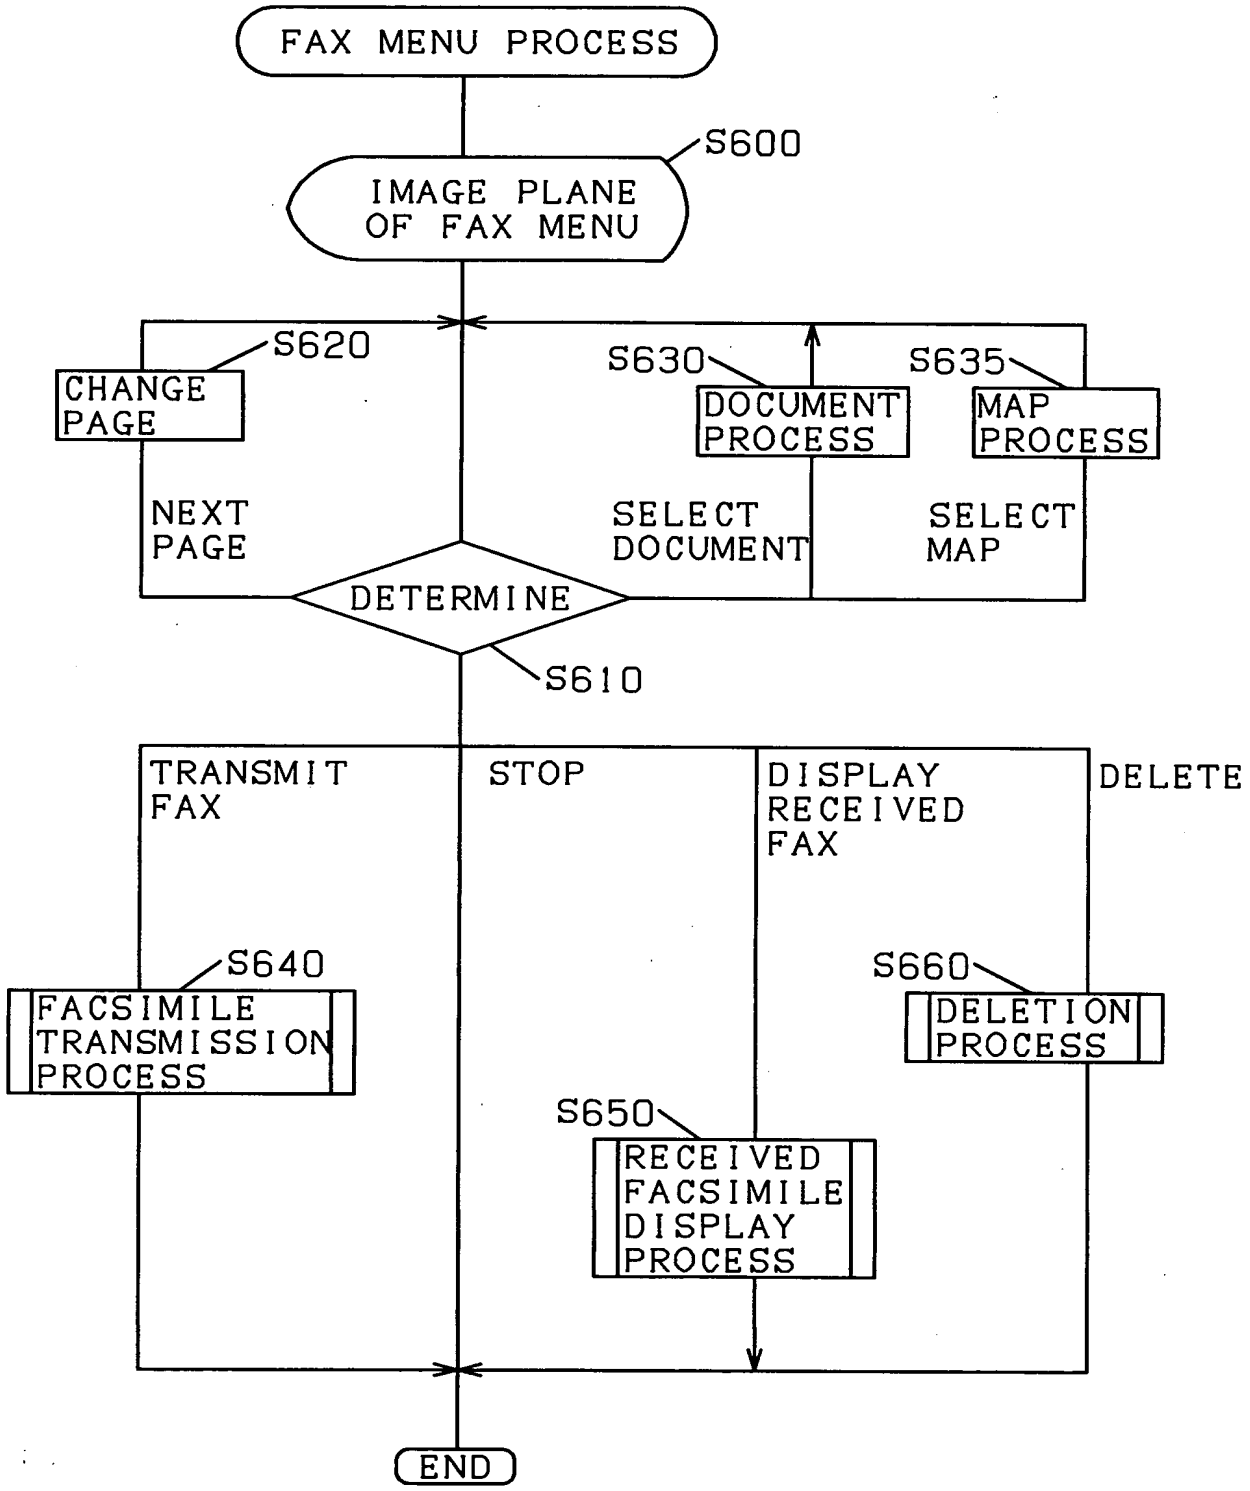 FAX MENU PROCESS
S600
IMAGE PLANE
OF FAX MENU
S620
CHANGE
PAGE
S630
DOCUMENT
PROCESS
S635
MAP
PROCESS
NEXT
PAGE
SELECT
DOCUMENT
SELECT
MAP
DETERMINE
S610
TRANSMIT
FAX
STOP
DISPLAY
RECEIVED
FAX
DELETE
S640
FACSIMILE
TRANSMISSION
PROCESS
S660
DELETION
PROCESS
S650
RECEIVED
FACSIMILE
DISPLAY
PROCESS
END